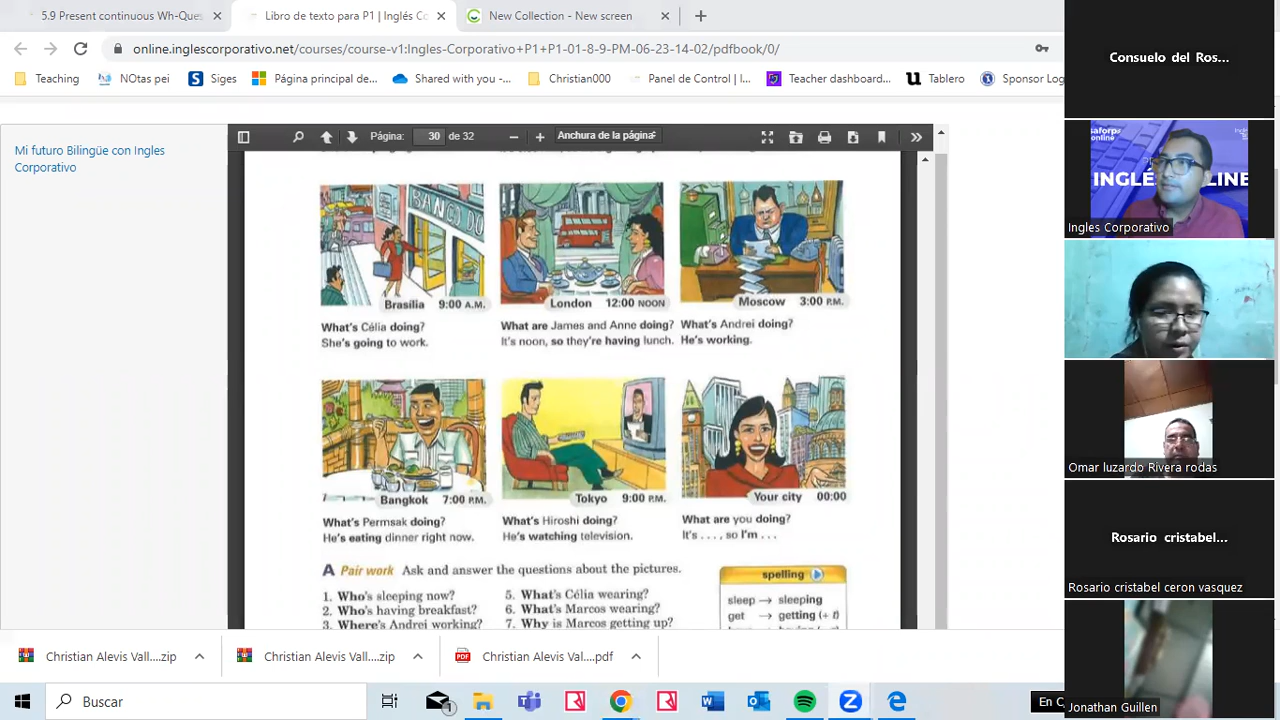 5.9 Present continuous Wh-Ques
Libro de texto para P1 | Inglés Co
New Collection - New screen
online.inglescorporativo.net/courses/course-v1:Ingles-Corporativo+P1+P1-01-8-9-PM-06-23-14-02/pdfbook/0/
Teaching
NOtas pei
Siges
Página principal de...
Shared with you -...
Christian000
Panel de Control | I...
Teacher dashboard...
Tablero
Sponsor Log
Mi futuro Bilingüe con Ingles
Corporativo
Página:
30
de 32
Anchura de la página
BANCO DO
Brasília 9:00 A.M.
London 12:00 NOON
Moscow 3:00 P.M.
What's Célia doing?
She's going to work.
What are James and Anne doing?
It's noon, so they're having lunch.
What's Andrei doing?
He's working.
Bangkok 7:00 P.M.
Tokyo 9:00 P.M.
Your city 00:00
What's Permsak doing?
He's eating dinner right now.
What's Hiroshi doing?
He's watching television.
What are you doing?
It's . . . , so I'm . . .
A Pair work Ask and answer the questions about the pictures.
1. Who's sleeping now?
2. Who's having breakfast?
3. Where's Andrei working?
5. What's Célia wearing?
6. What's Marcos wearing?
7. Why is Marcos getting up?
spelling
sleep → sleeping
get → getting (+ t)
Christian Alevis Vall....zip
Christian Alevis Vall....zip
Christian Alevis Val....pdf
Buscar
1
En C
Consuelo del Ros...
saforp
online
INGLÉS
LINE
Ingles Corporativo
Omar luzardo Rivera rodas
Rosario cristabel...
Rosario cristabel ceron vasquez
Jonathan Guillen